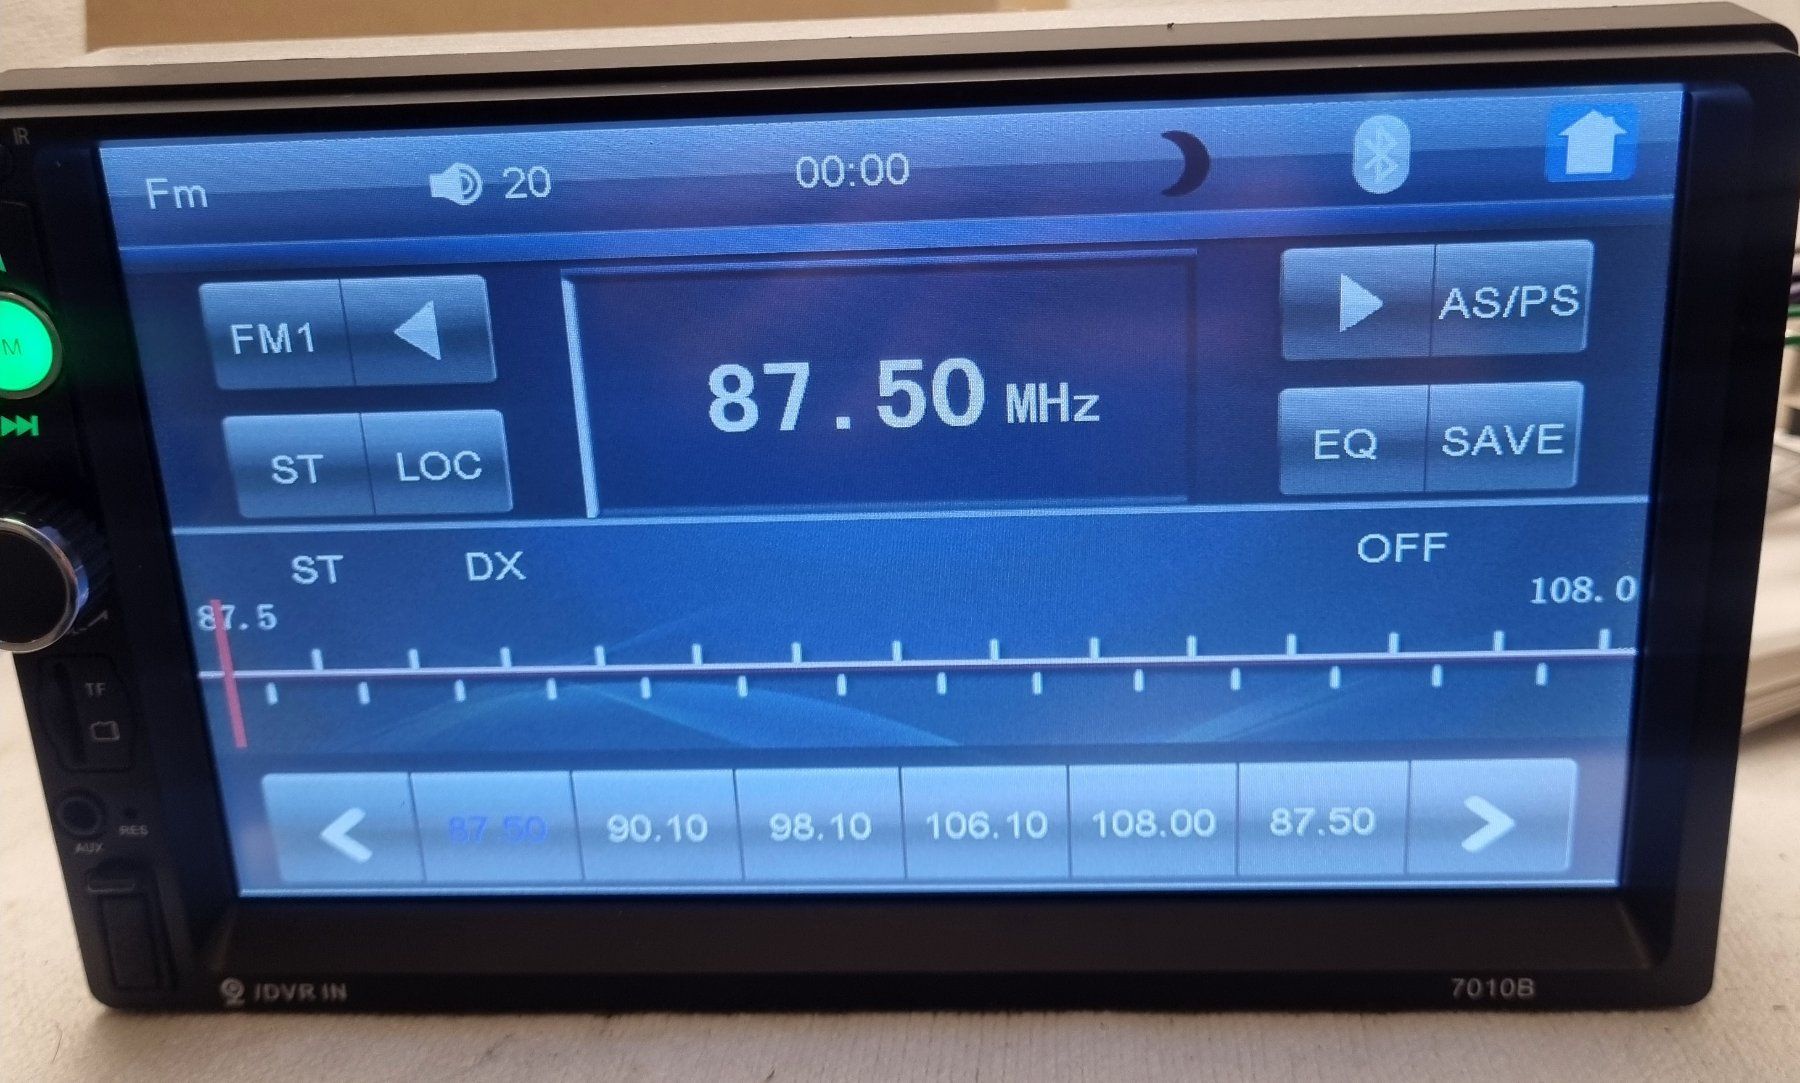 IR
Fm 20 00:00
FM1 AS/PS
87.50 MHz
M
ST LOC EQ SAVE
ST DX OFF
87.5 108.0
TF
87.50 90.10 98.10 106.10 108.00 87.50
RES
AUX
/DVR IN 7010B